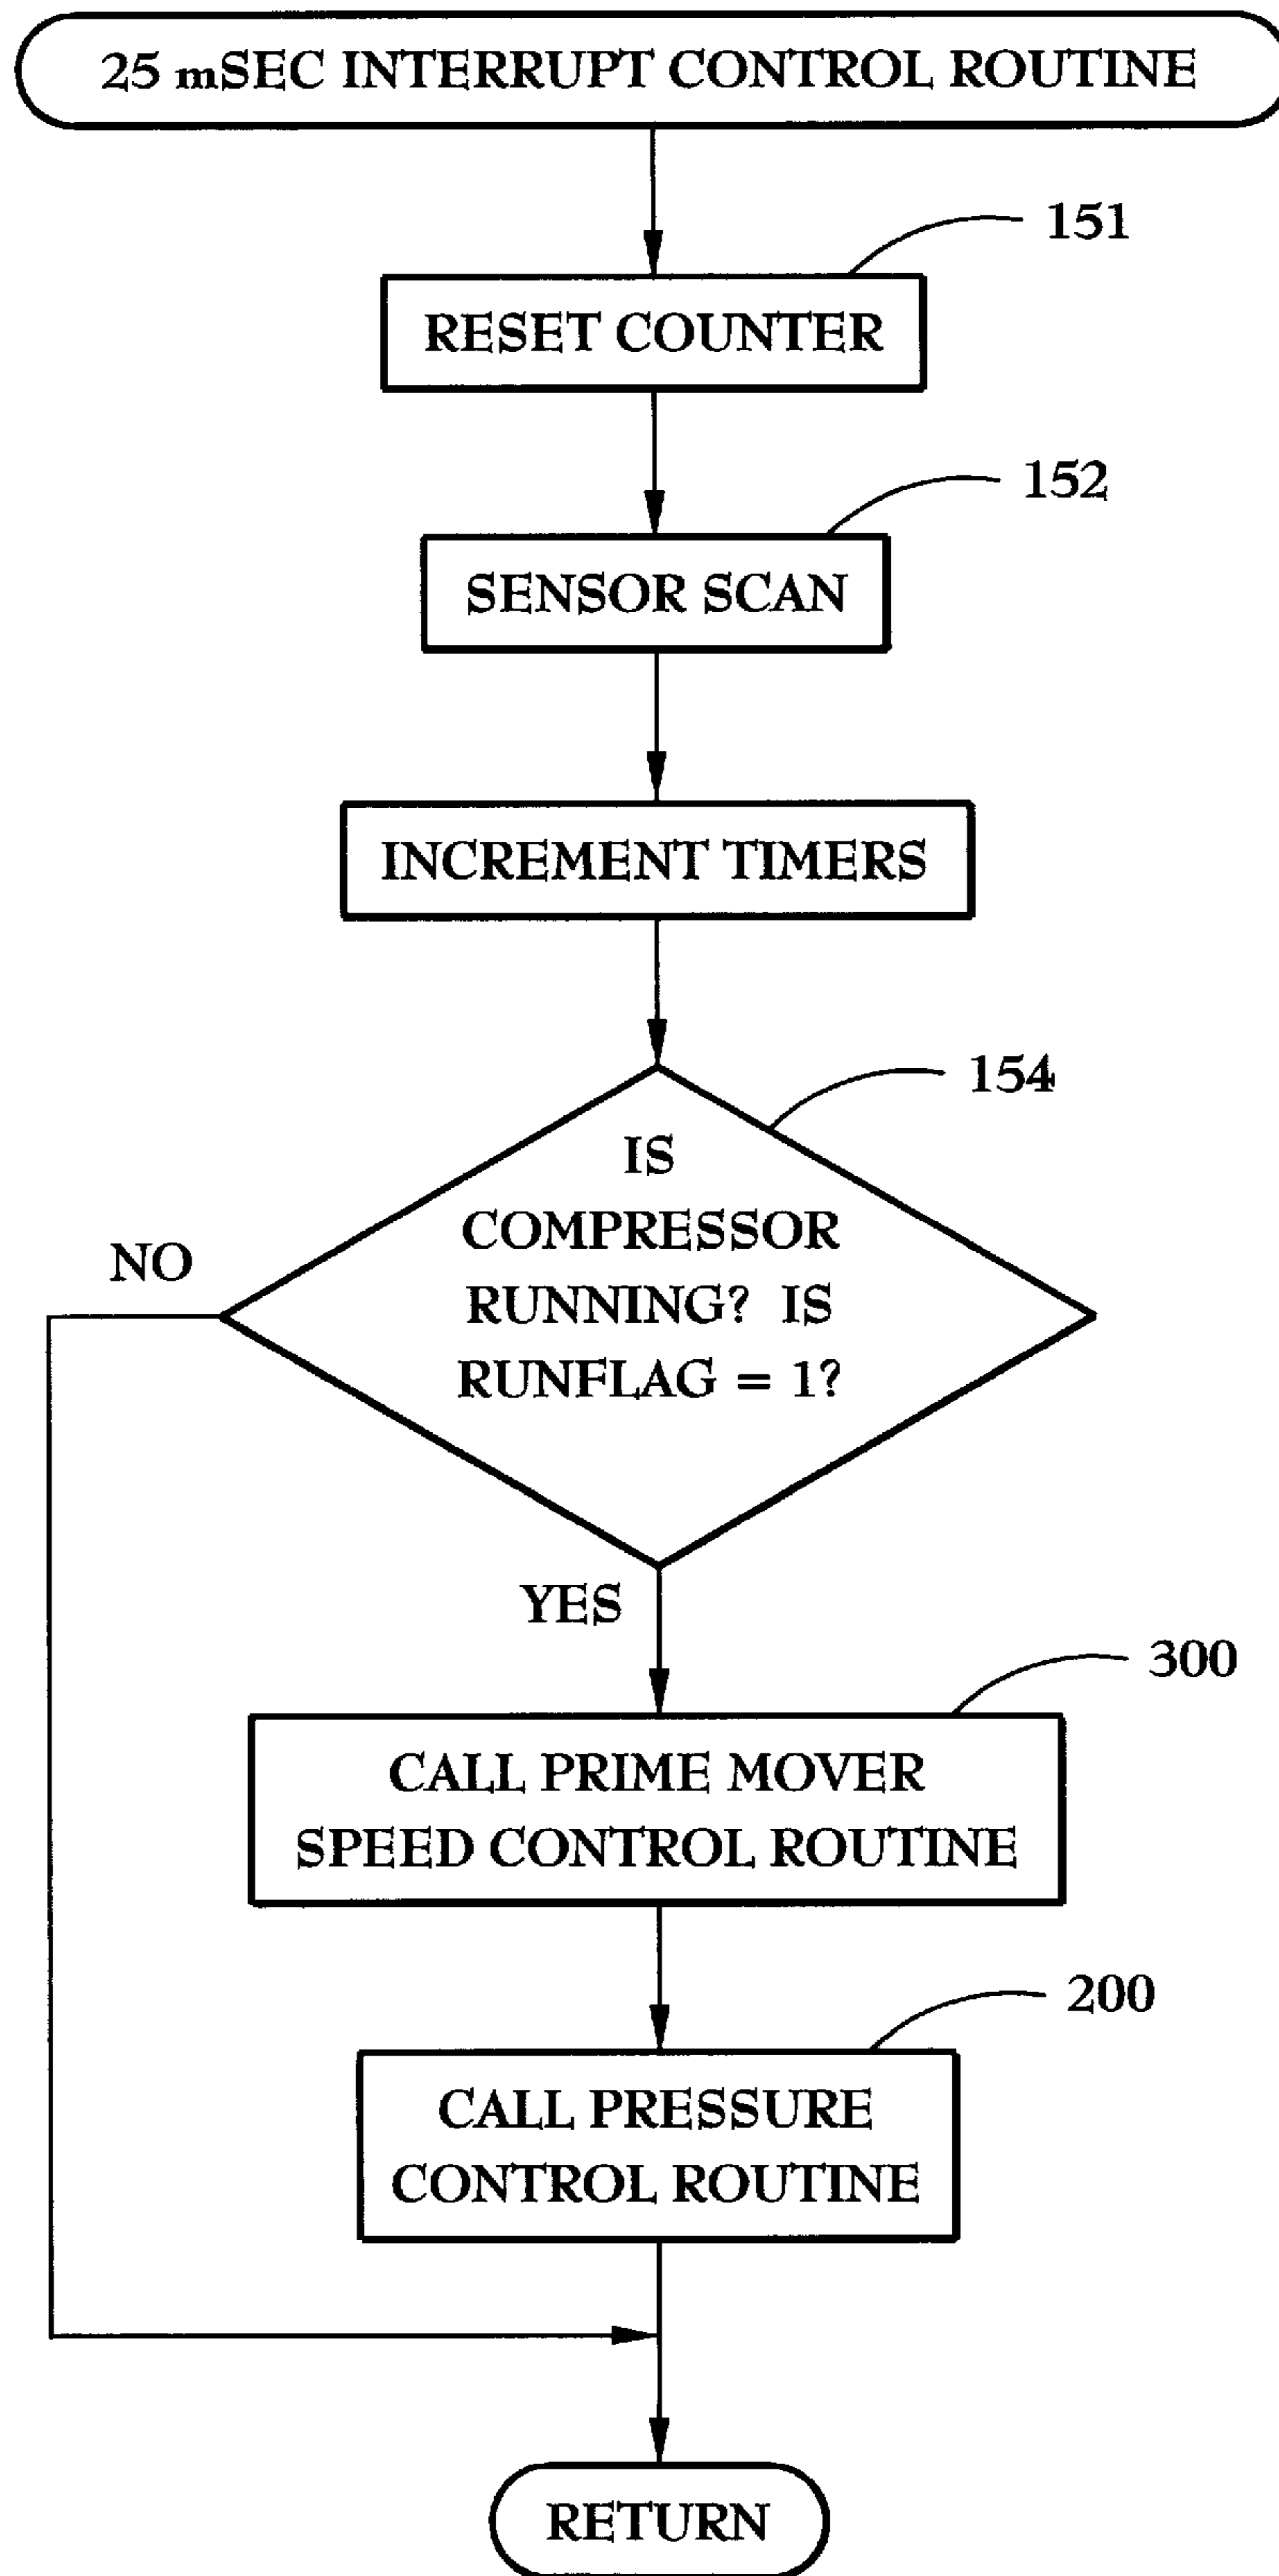 25 mSEC INTERRUPT CONTROL ROUTINE
151
RESET COUNTER
152
SENSOR SCAN
INCREMENT TIMERS
154
IS
COMPRESSOR
RUNNING? IS
RUNFLAG = 1?
NO
YES
300
CALL PRIME MOVER
SPEED CONTROL ROUTINE
200
CALL PRESSURE
CONTROL ROUTINE
RETURN